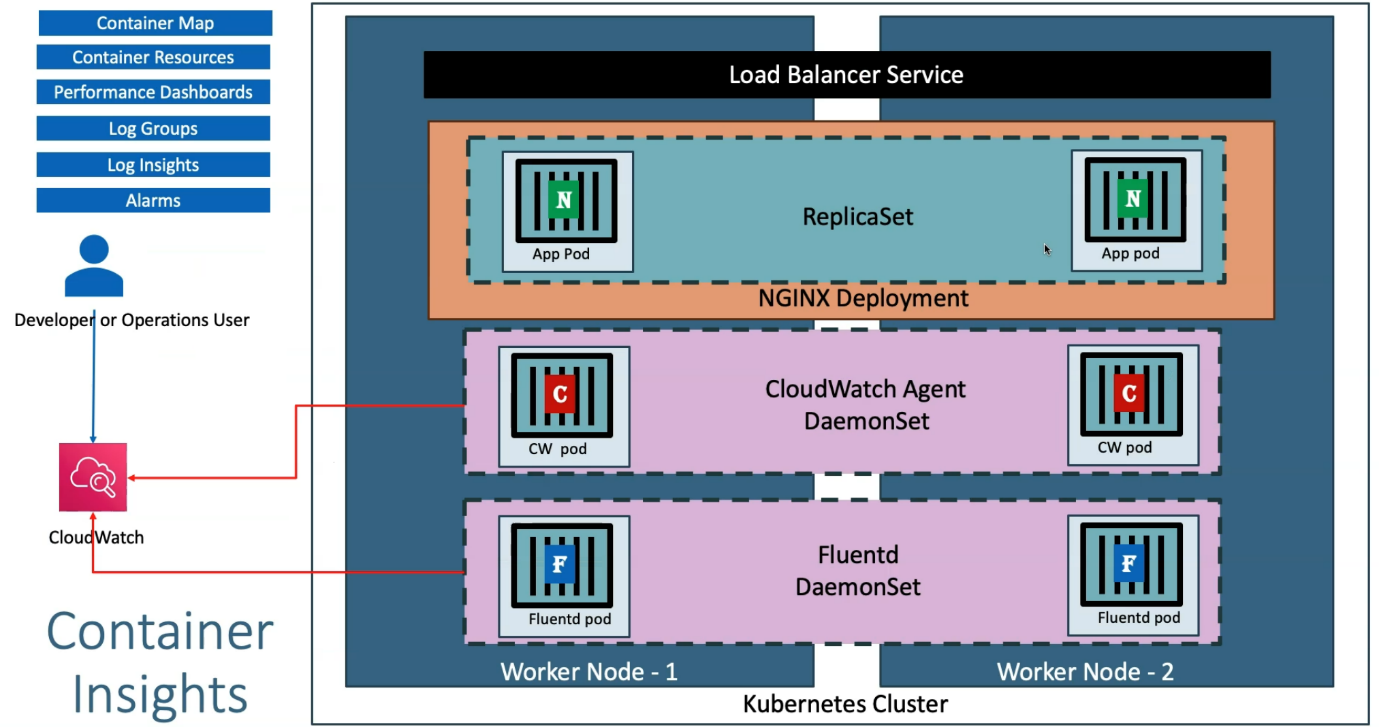 Container Map
Container Resources
Performance Dashboards
Log Groups
Log Insights
Alarms
Developer or Operations User
CloudWatch
Container
Insights
Load Balancer Service
N
App Pod
ReplicaSet
N
App pod
NGINX Deployment
C
CW pod
CloudWatch Agent
DaemonSet
C
CW pod
F
Fluentd pod
Fluentd
DaemonSet
F
Fluentd pod
Worker Node - 1
Worker Node - 2
Kubernetes Cluster